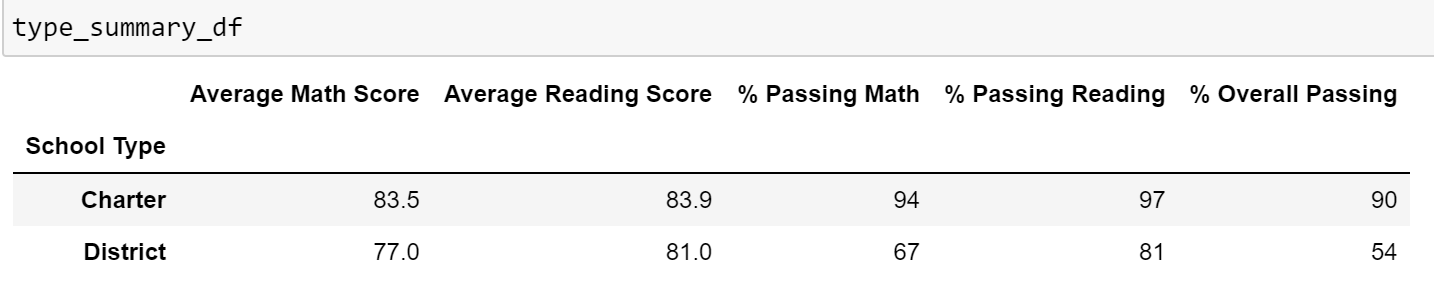 type_summary_df
Average Math Score Average Reading Score % Passing Math % Passing Reading % Overall Passing
School Type
Charter 83.5 83.9 94 97 90
District 77.0 81.0 67 81 54